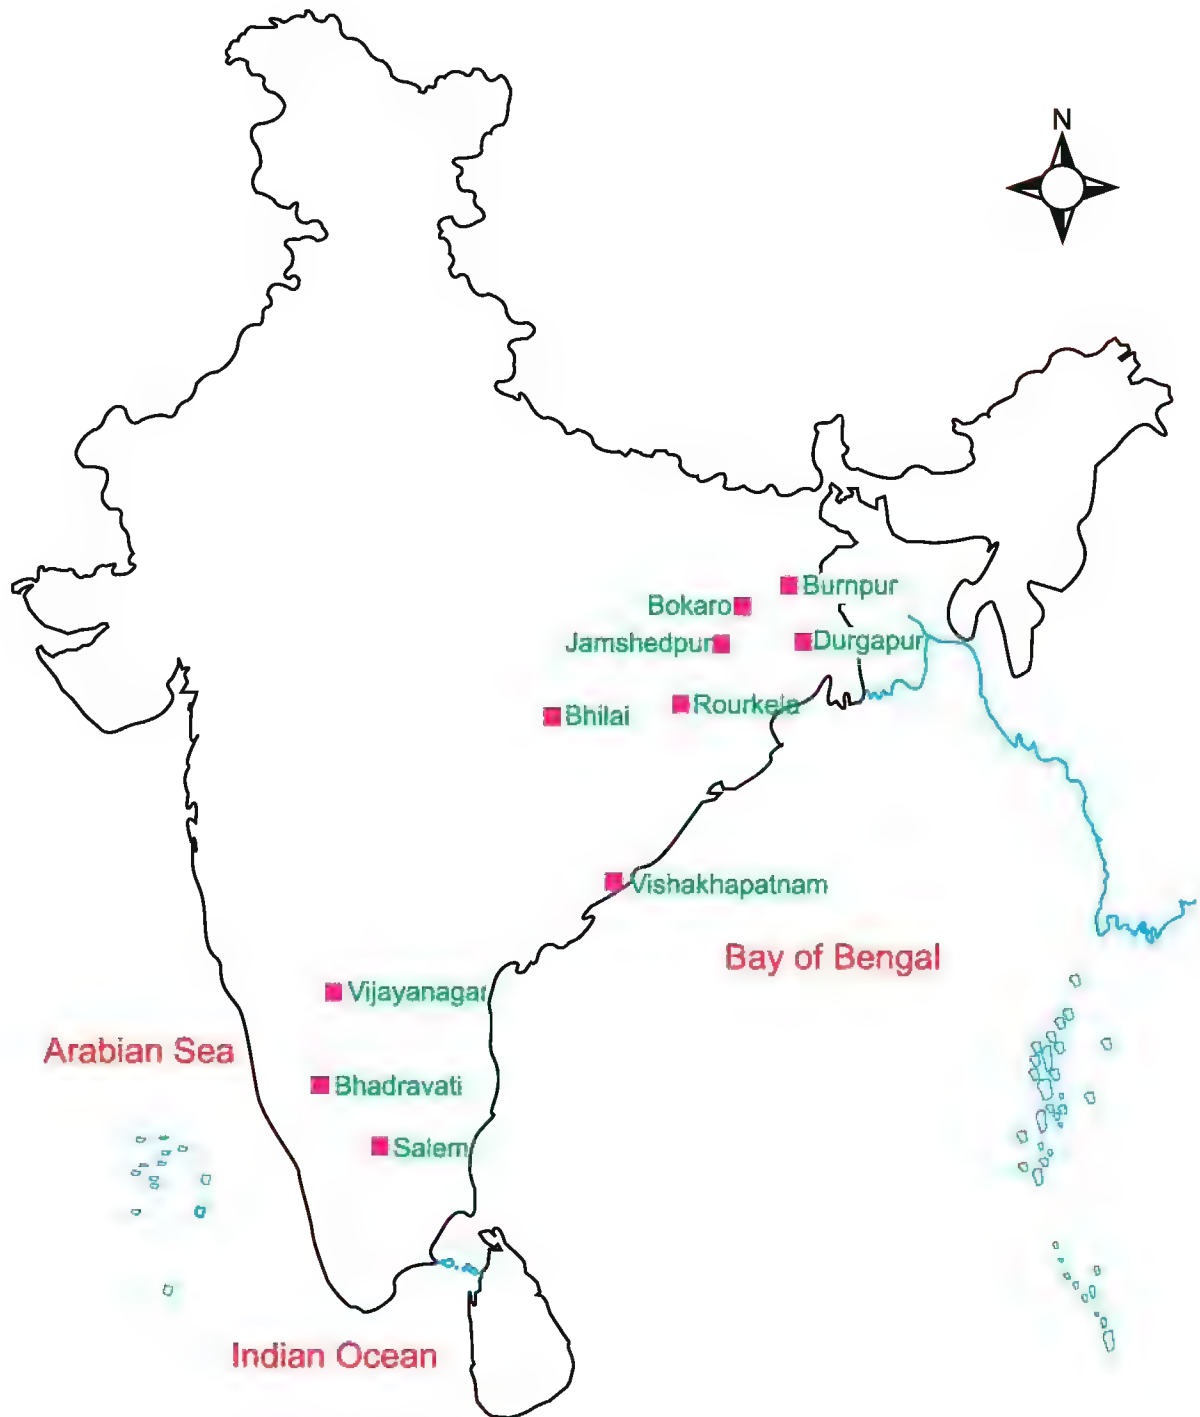 N
Burnpur
Bokaro
Jamshedpur
Durgapur
Rourkela
Bhilai
Vishakhapatnam
Bay of Bengal
Vijayanagar
Arabian Sea
Bhadravati
Salem
Indian Ocean